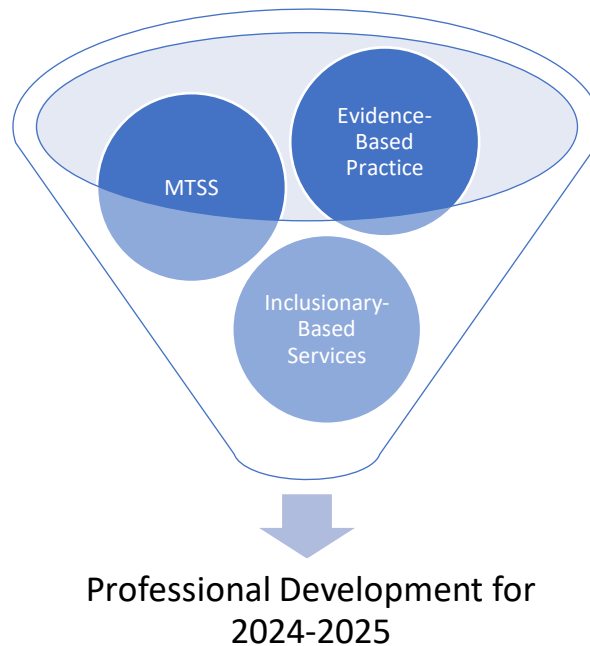 Evidence-
Based
Practice
MTSS
Inclusionary-
Based
Services
Professional Development for
2024-2025